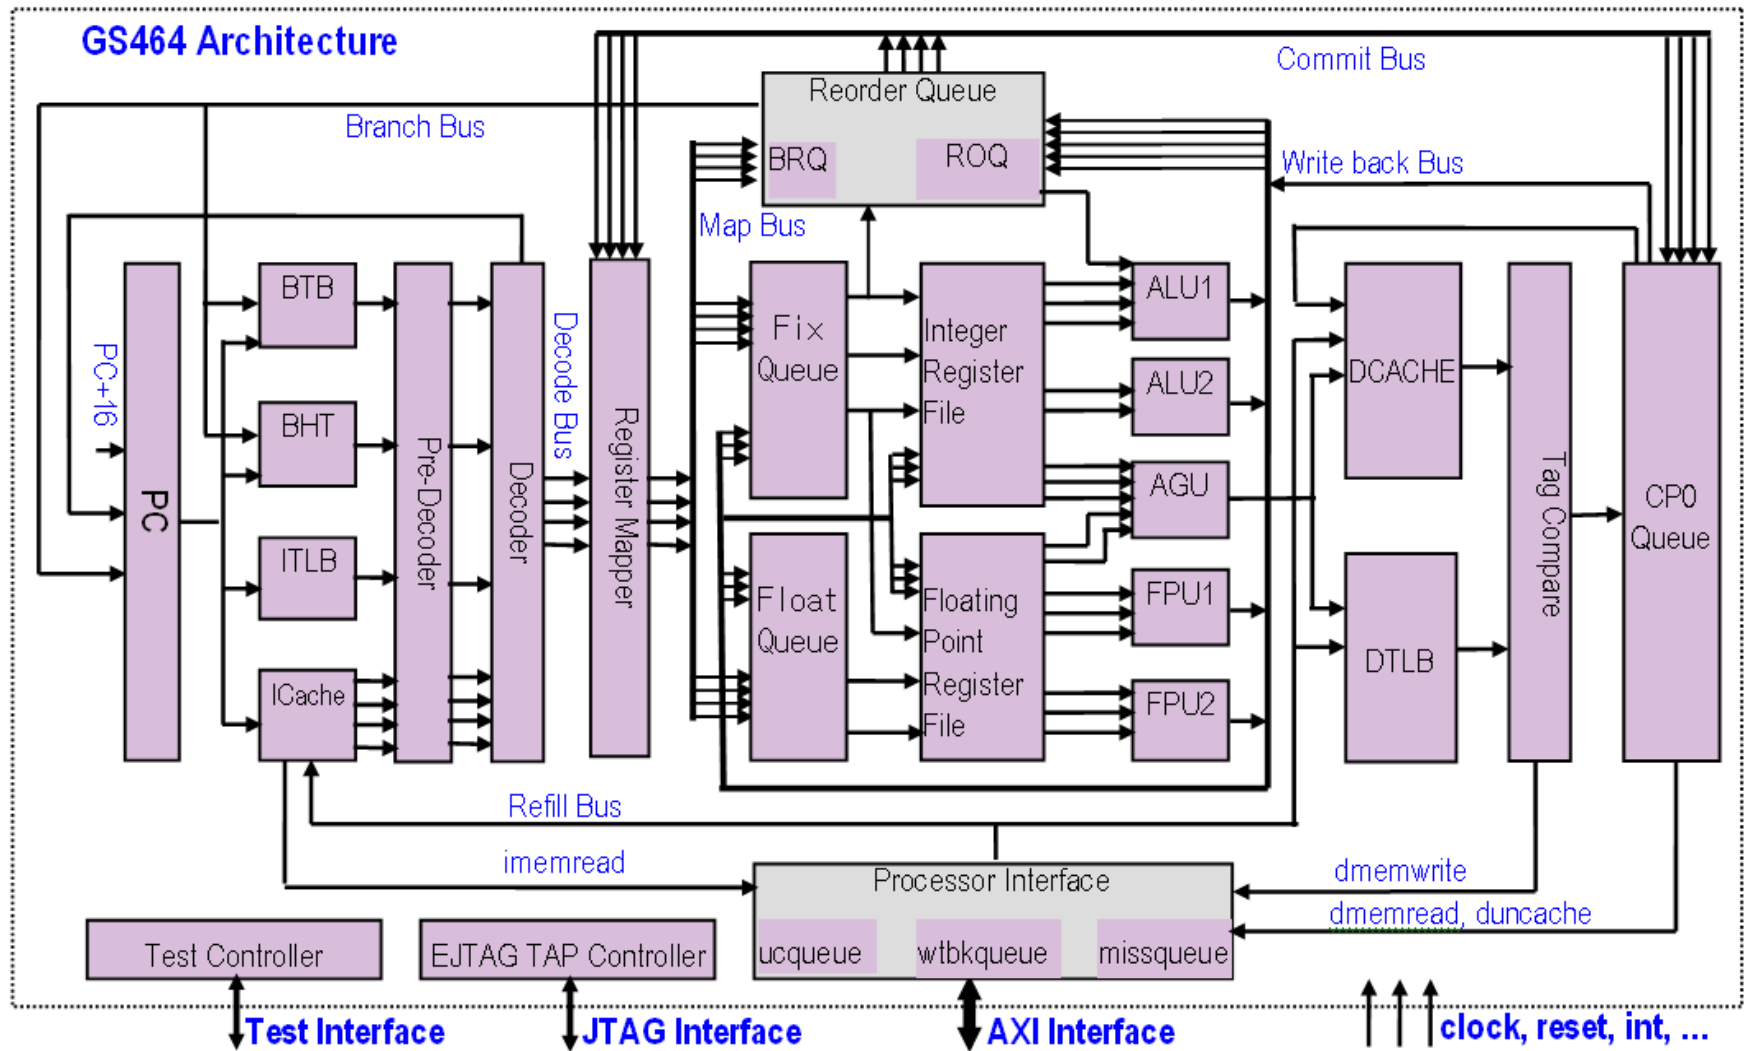 GS464 Architecture
Commit Bus
Reorder Queue
Branch Bus
BRQ
ROQ
Write back Bus
Map Bus
PC+16
PC
BTB
BHT
ITLB
ICache
Pre-Decoder
Decoder
Decode Bus
Register Mapper
Fix
Queue
Float
Queue
Integer
Register
File
Floating
Point
Register
File
ALU1
ALU2
AGU
FPU1
FPU2
DCACHE
DTLB
Tag Compare
CP0
Queue
Refill Bus
imemread
Processor Interface
dmemwrite
dmemread, duncache
ucqueue
wtbkqueue
missqueue
Test Controller
EJTAG TAP Controller
Test Interface
JTAG Interface
AXI Interface
clock, reset, int, ...